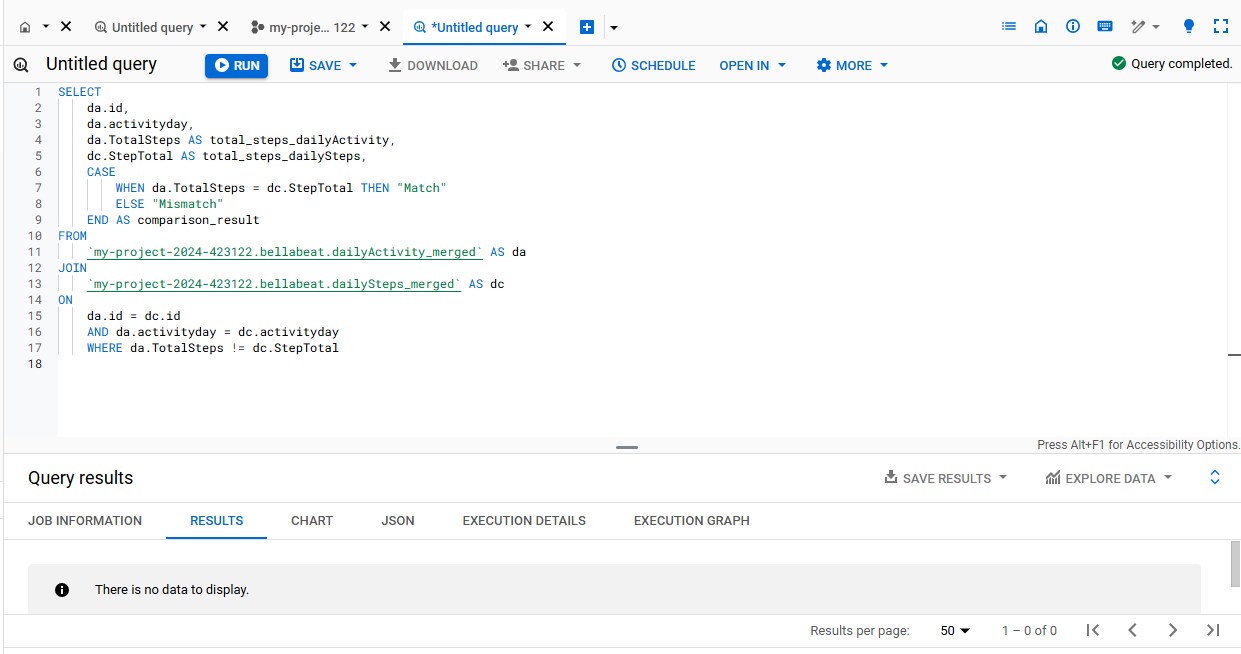 Untitled query my-proje... 122 *Untitled query
Untitled query RUN SAVE DOWNLOAD SHARE SCHEDULE OPEN IN MORE Query completed.
1 SELECT
2 da.id,
3 da.activityday,
4 da.TotalSteps AS total_steps_dailyActivity,
5 dc.StepTotal AS total_steps_dailySteps,
6 CASE
7 WHEN da.TotalSteps = dc.StepTotal THEN "Match"
8 ELSE "Mismatch"
9 END AS comparison_result
10 FROM
11 `my-project-2024-423122.bellabeat.dailyActivity_merged` AS da
12 JOIN
13 `my-project-2024-423122.bellabeat.dailySteps_merged` AS dc
14 ON
15 da.id = dc.id
16 AND da.activityday = dc.activityday
17 WHERE da.TotalSteps != dc.StepTotal
18
Press Alt+F1 for Accessibility Options.
Query results SAVE RESULTS EXPLORE DATA
JOB INFORMATION RESULTS CHART JSON EXECUTION DETAILS EXECUTION GRAPH
There is no data to display.
Results per page: 50 1 – 0 of 0